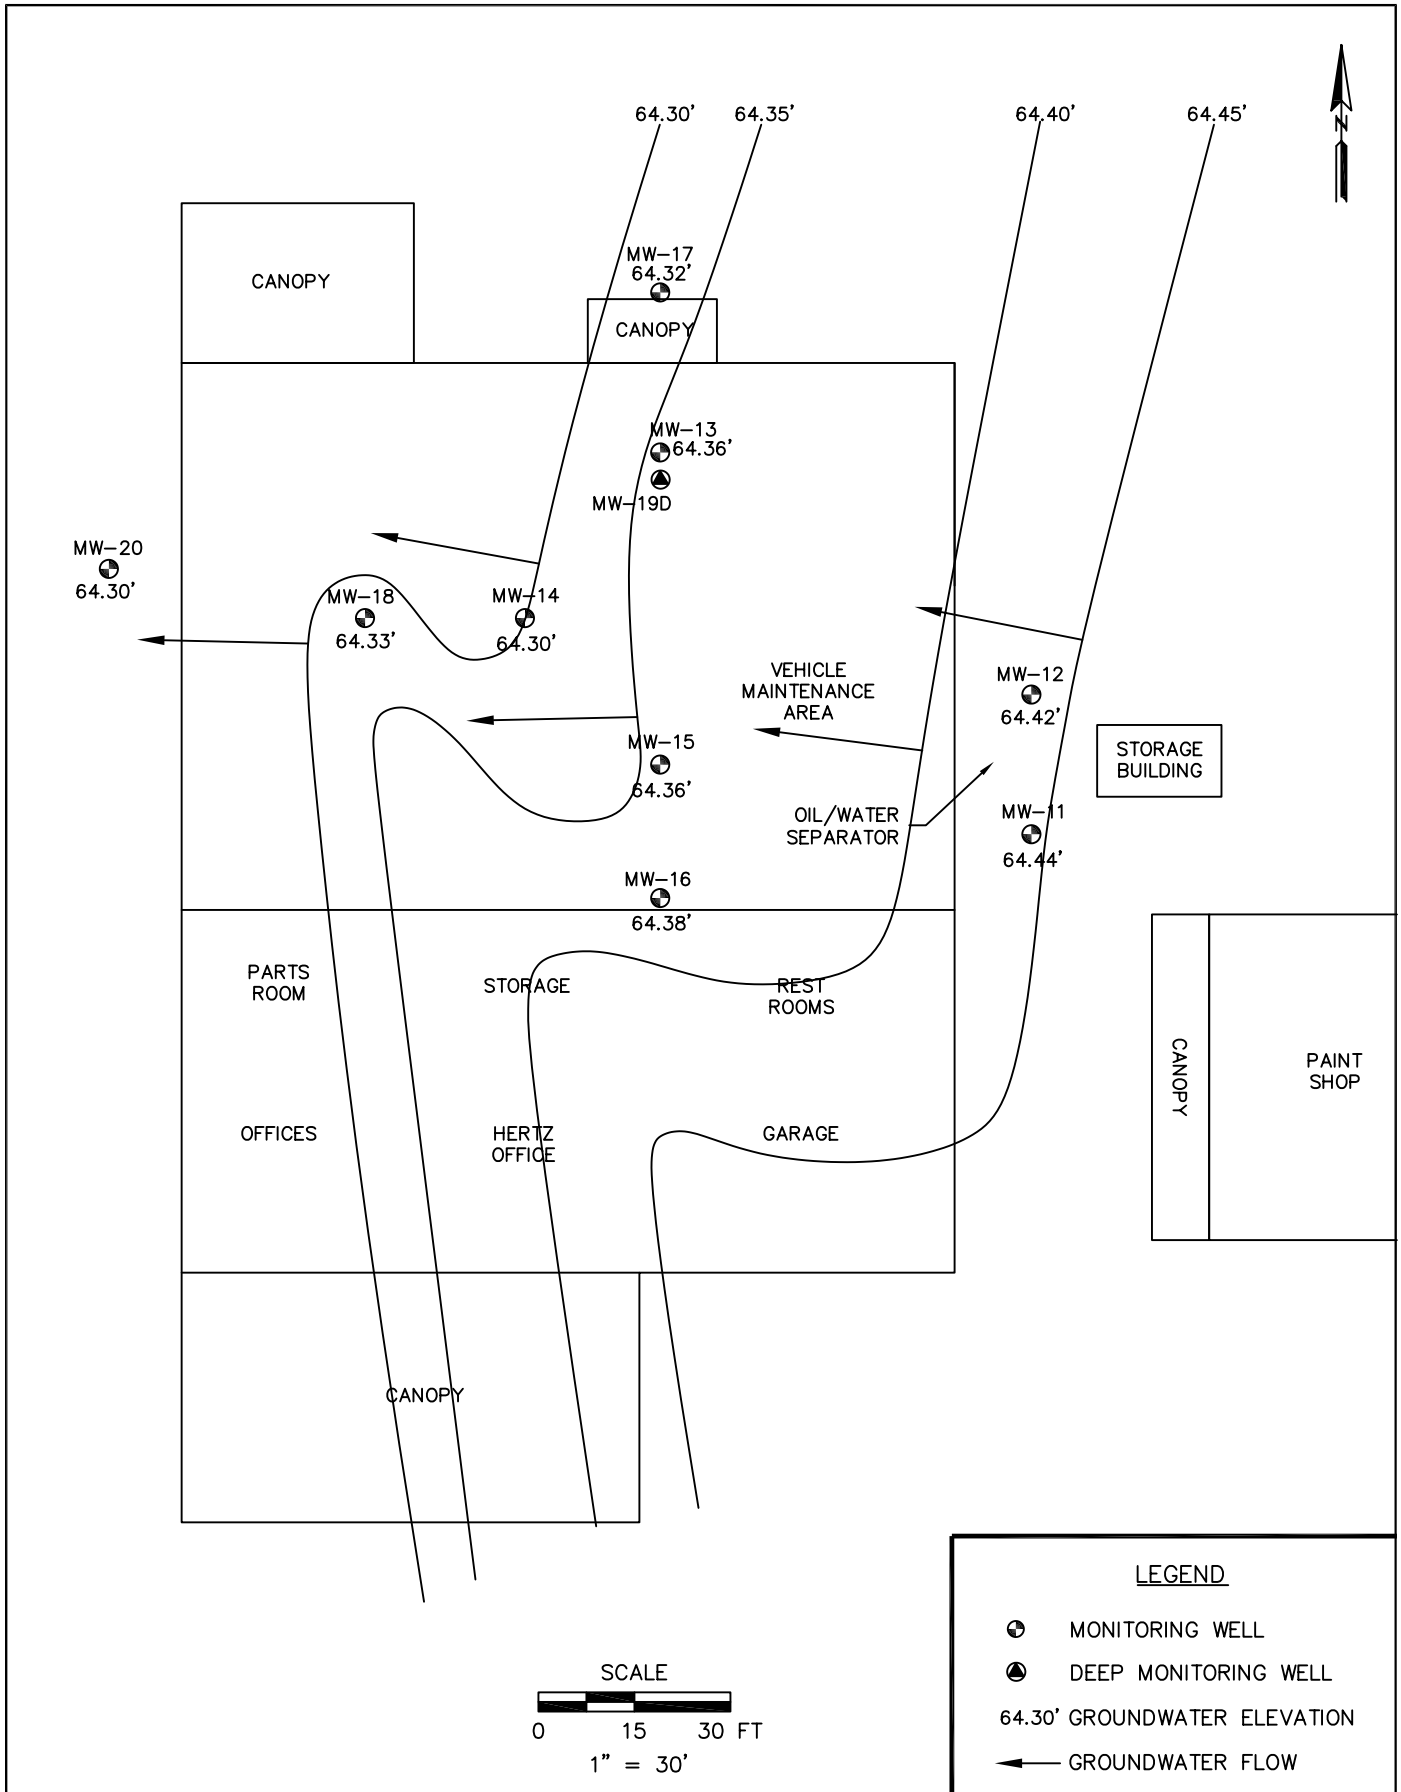 64.30’ 64.35’ 64.40’ 64.45’
N
MW-17
64.32’
CANOPY
CANOPY
MW-13
64.36’
MW-19D
MW-20
64.30’
MW-18
64.33’
MW-14
64.30’
VEHICLE
MAINTENANCE
AREA
MW-12
64.42’
MW-15
64.36’
STORAGE
BUILDING
OIL/WATER
SEPARATOR
MW-11
64.44’
MW-16
64.38’
PARTS
ROOM
STORAGE
REST
ROOMS
CANOPY
PAINT
SHOP
OFFICES
HERTZ
OFFICE
GARAGE
CANOPY
LEGEND
MONITORING WELL
DEEP MONITORING WELL
64.30’ GROUNDWATER ELEVATION
GROUNDWATER FLOW
SCALE
0 15 30 FT
1” = 30’